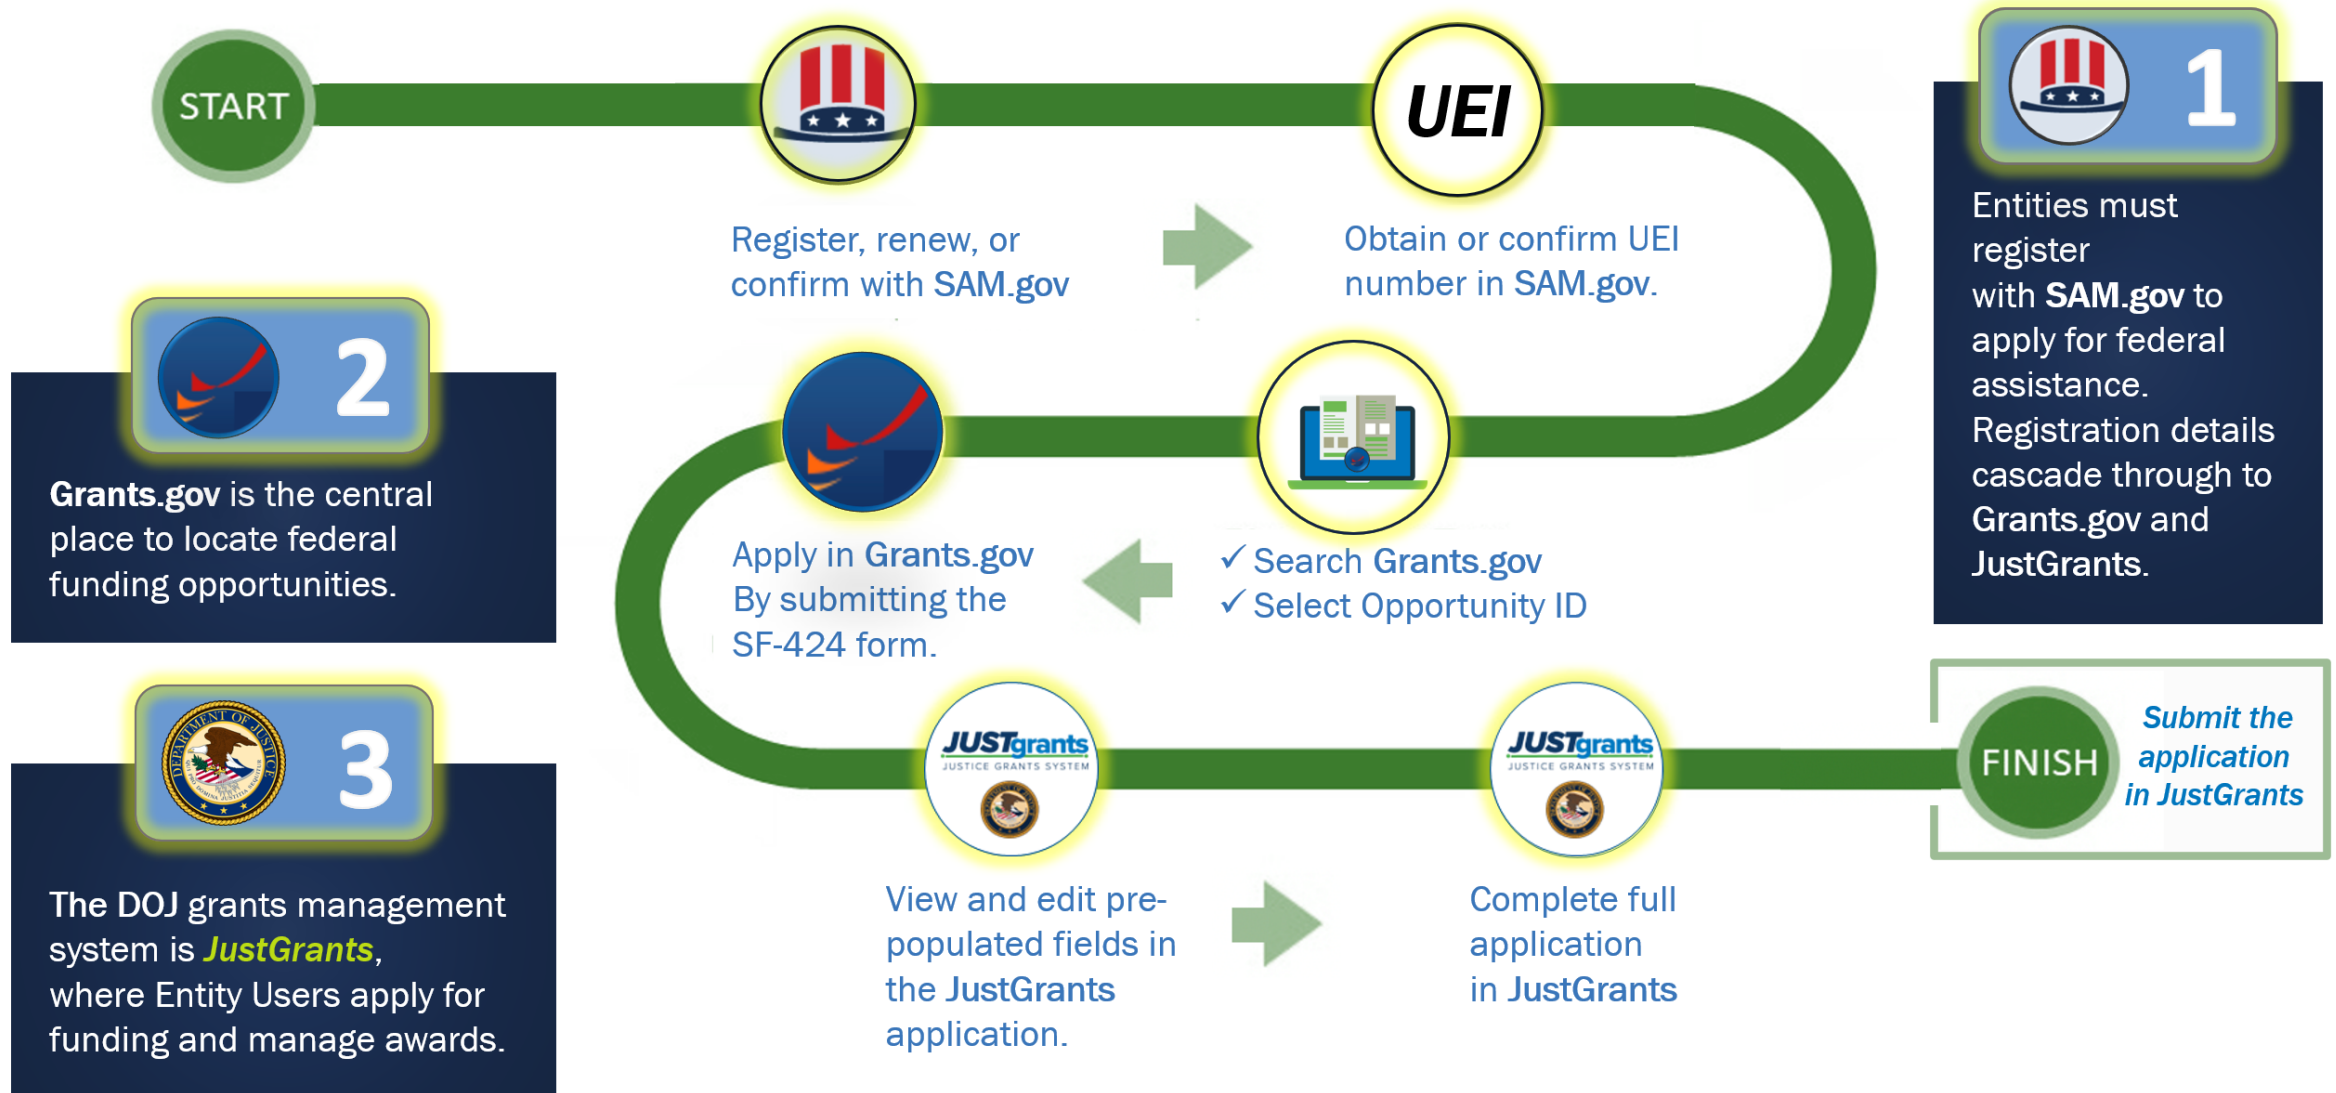 START
UEI
Register, renew, or
confirm with SAM.gov
Obtain or confirm UEI
number in SAM.gov.
1
Entities must
register
with SAM.gov to
apply for federal
assistance.
Registration details
cascade through to
Grants.gov and
JustGrants.
2
Grants.gov is the central
place to locate federal
funding opportunities.
Apply in Grants.gov
By submitting the
SF-424 form.
✓ Search Grants.gov
✓ Select Opportunity ID
3
DEPARTMENT OF JUSTICE
The DOJ grants management
system is JustGrants,
where Entity Users apply for
funding and manage awards.
JUSTgrants
JUSTICE GRANTS SYSTEM
View and edit pre-
populated fields in
the JustGrants
application.
JUSTgrants
JUSTICE GRANTS SYSTEM
Complete full
application
in JustGrants
FINISH
Submit the
application
in JustGrants